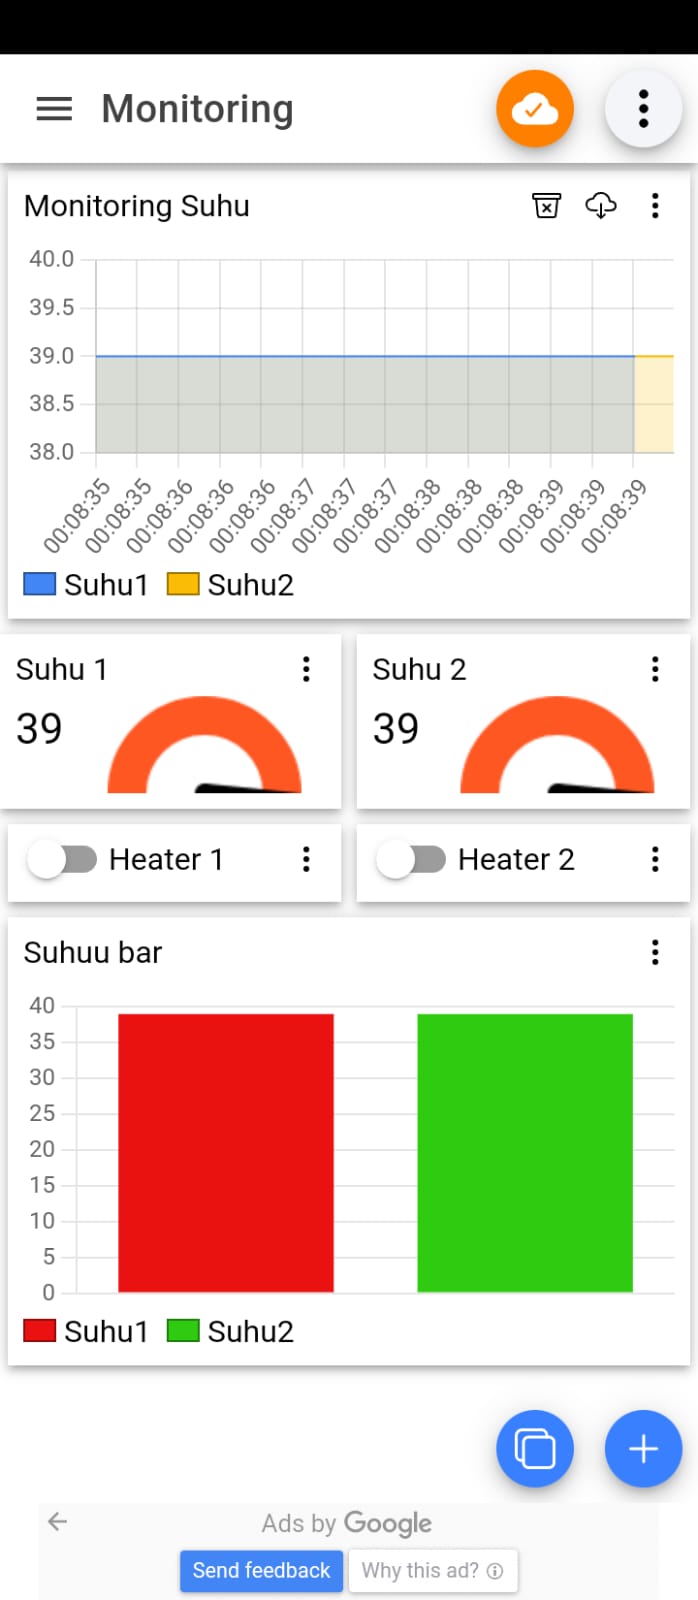 Monitoring
Monitoring Suhu
40.0
39.5
39.0
38.5
38.0
00:08:35
00:08:35
00:08:36
00:08:36
00:08:36
00:08:37
00:08:37
00:08:37
00:08:38
00:08:38
00:08:38
00:08:39
00:08:39
00:08:39
Suhu1 Suhu2
Suhu 1
39
Suhu 2
39
Heater 1
Heater 2
Suhuu bar
40
35
30
25
20
15
10
5
0
Suhu1 Suhu2
Ads by Google
Send feedback
Why this ad?